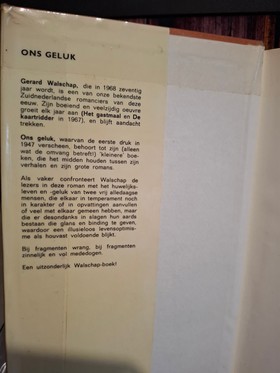 ONS GELUK
Gerard Walschap, die in 1968 zeventig
jaar wordt, is een van onze bekendste
Zuidnederlandse romanciers van deze
eeuw. Zijn boeiend en veelzijdig oeuvre
groeit elk jaar aan (Het gastmaal en De
kaartridder in 1967), en blijft aandacht
trekken.
Ons geluk, waarvan de eerste druk in
1947 verscheen, behoort tot zijn (alleen
wat de omvang betreft!) 'kleinere' boe-
ken, die het midden houden tussen zijn
verhalen en zijn grote romans.
Als vaker confronteert Walschap de
lezers in deze roman met het huwelijks-
leven en -geluk van twee vrij alledaagse
mensen, die elkaar in temperament noch
in karakter of in opvattingen aanvullen
of veel met elkaar gemeen hebben, maar
die er desondanks in slagen hun aards
bestaan die glans en binding te geven,
waardoor een illusieloze levensoptimis-
me als houvast voldoende blijkt.
Bij fragmenten wrang, bij fragmenten
zinnelijk en vol mededogen.
Een uitzonderlijk Walschap-boek!